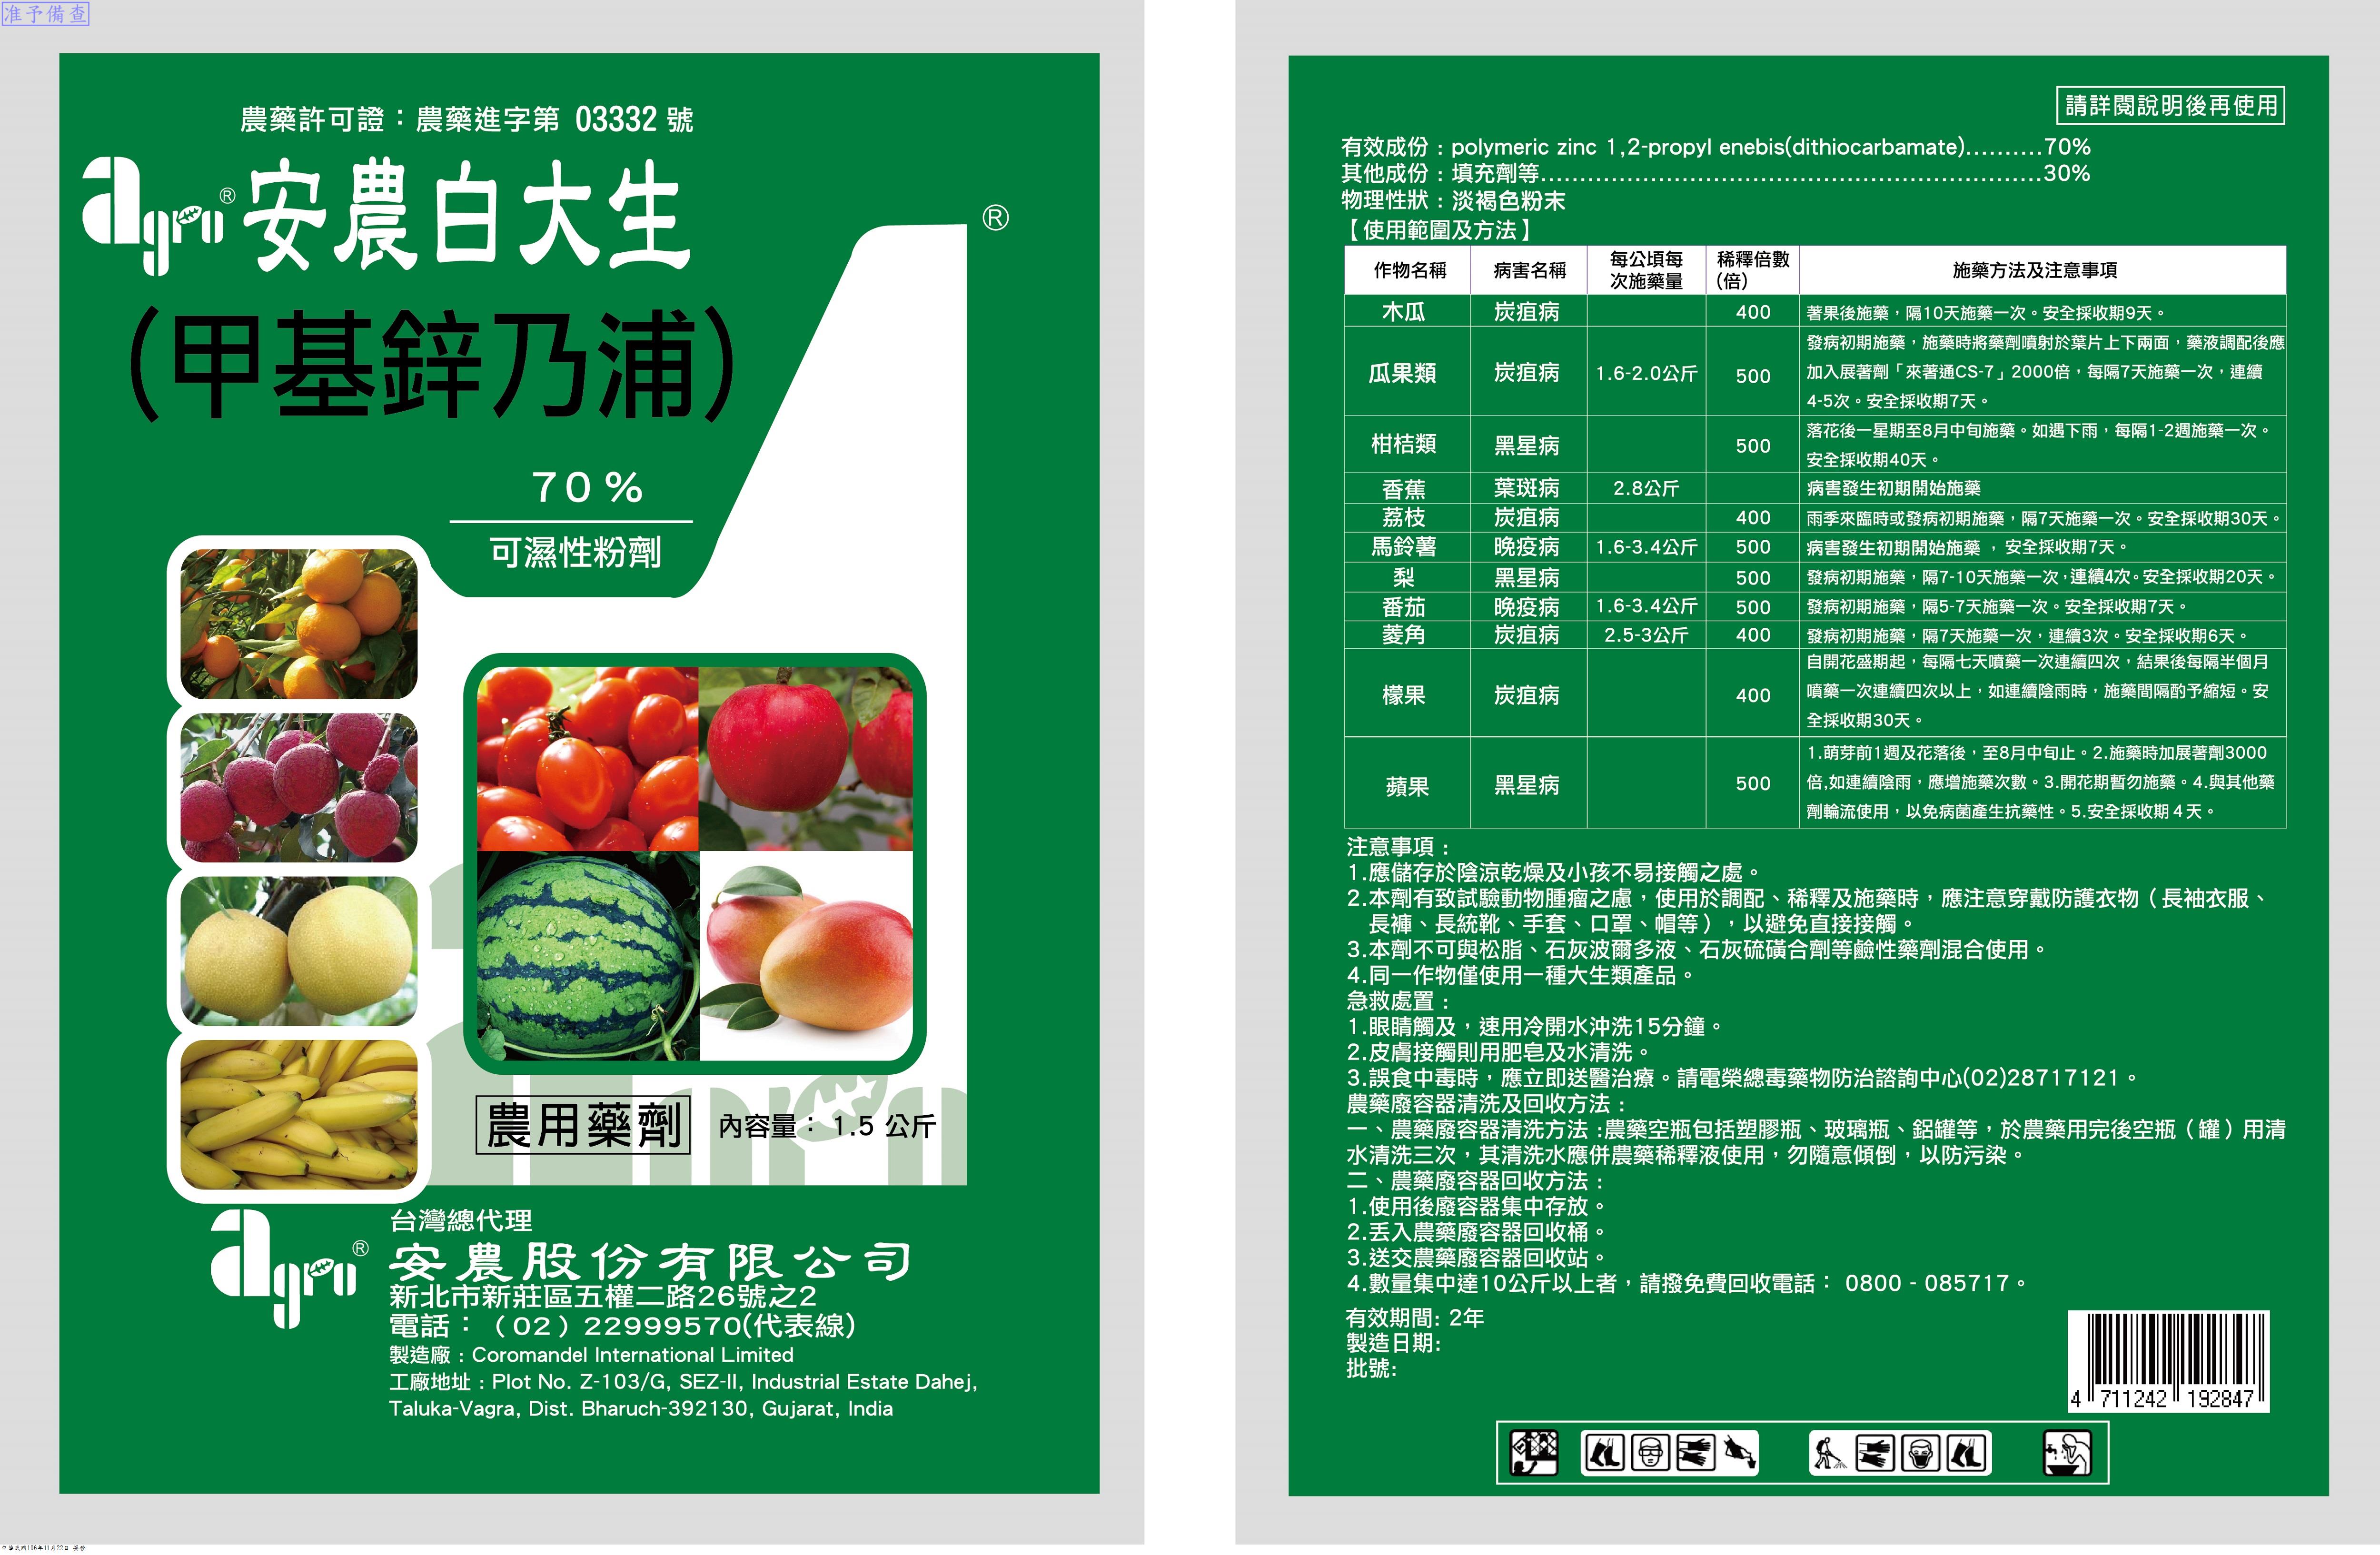 准予備查
農藥許可證：農藥進字第 03332 號
agro® 安農白大生
®
(甲基鋅乃浦)
70%
可濕性粉劑
農用藥劑 內容量： 1.5 公斤
agro®
台灣總代理
安農股份有限公司
新北市新莊區五權二路26號之2
電話：（02）22999570(代表線)
製造廠：Coromandel International Limited
工廠地址：Plot No. Z-103/G, SEZ-II, Industrial Estate Dahej,
Taluka-Vagra, Dist. Bharuch-392130, Gujarat, India
中華民國106年11月22日 簽發
請詳閱說明後再使用
有效成份：polymeric zinc 1,2-propyl enebis(dithiocarbamate)..........70%
其他成份：填充劑等................................................................30%
物理性狀：淡褐色粉末
【使用範圍及方法】
作物名稱 病害名稱 每公頃每次施藥量 稀釋倍數(倍) 施藥方法及注意事項
木瓜 炭疽病 400 著果後施藥，隔10天施藥一次。安全採收期9天。
瓜果類 炭疽病 1.6-2.0公斤 500 發病初期施藥，施藥時將藥劑噴射於葉片上下兩面，藥液調配後應
加入展著劑「來著通CS-7」2000倍，每隔7天施藥一次，連續
4-5次。安全採收期7天。
柑桔類 黑星病 500 落花後一星期至8月中旬施藥。如遇下雨，每隔1-2週施藥一次。
安全採收期40天。
香蕉 葉斑病 2.8公斤 病害發生初期開始施藥
荔枝 炭疽病 400 雨季來臨時或發病初期施藥，隔7天施藥一次。安全採收期30天。
馬鈴薯 晚疫病 1.6-3.4公斤 500 病害發生初期開始施藥 ，安全採收期7天。
梨 黑星病 500 發病初期施藥，隔7-10天施藥一次，連續4次。安全採收期20天。
番茄 晚疫病 1.6-3.4公斤 500 發病初期施藥，隔5-7天施藥一次。安全採收期7天。
菱角 炭疽病 2.5-3公斤 400 發病初期施藥，隔7天施藥一次，連續3次。安全採收期6天。
檬果 炭疽病 400 自開花盛期起，每隔七天噴藥一次連續四次，結果後每隔半個月
噴藥一次連續四次以上，如連續陰雨時，施藥間隔酌予縮短。安
全採收期30天。
蘋果 黑星病 500 1.萌芽前1週及花落後，至8月中旬止。2.施藥時加展著劑3000
倍,如連續陰雨，應增施藥次數。3.開花期暫勿施藥。4.與其他藥
劑輪流使用，以免病菌產生抗藥性。5.安全採收期 4 天。
注意事項：
1.應儲存於陰涼乾燥及小孩不易接觸之處。
2.本劑有致試驗動物腫瘤之慮，使用於調配、稀釋及施藥時，應注意穿戴防護衣物（長袖衣服、
長褲、長統靴、手套、口罩、帽等），以避免直接接觸。
3.本劑不可與松脂、石灰波爾多液、石灰硫磺合劑等鹼性藥劑混合使用。
4.同一作物僅使用一種大生類產品。
急救處置：
1.眼睛觸及，速用冷開水沖洗15分鐘。
2.皮膚接觸則用肥皂及水清洗。
3.誤食中毒時，應立即送醫治療。請電榮總毒藥物防治諮詢中心(02)28717121。
農藥廢容器清洗及回收方法：
一、農藥廢容器清洗方法:農藥空瓶包括塑膠瓶、玻璃瓶、鋁罐等，於農藥用完後空瓶（罐）用清
水清洗三次，其清洗水應併農藥稀釋液使用，勿隨意傾倒，以防污染。
二、農藥廢容器回收方法：
1.使用後廢容器集中存放。
2.丟入農藥廢容器回收桶。
3.送交農藥廢容器回收站。
4.數量集中達10公斤以上者，請撥免費回收電話： 0800 - 085717。
有效期間: 2年
製造日期:
批號:
4 711242 192847